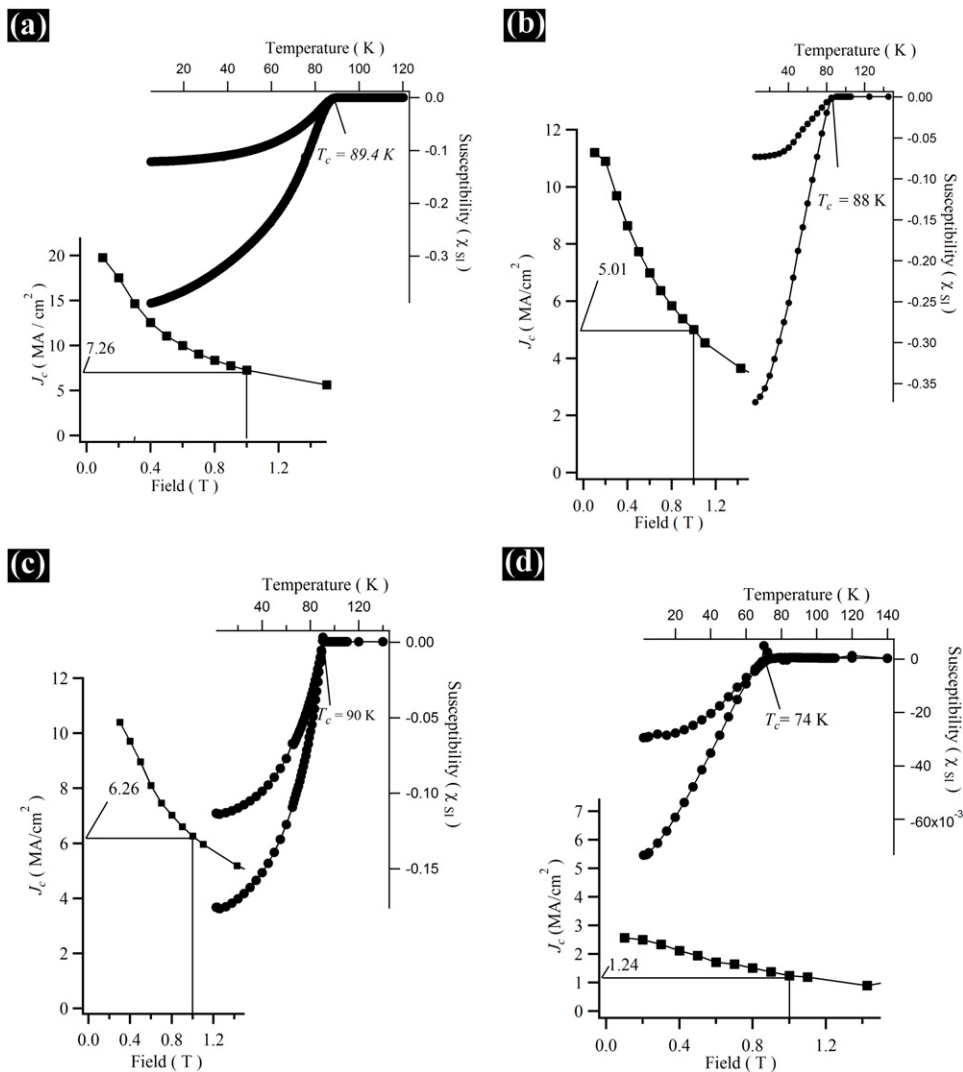 (a)
Temperature ( K )
20 40 60 80 100 120
0.0
-0.1
-0.2
-0.3
Susceptibility ( χ SI )
Tc = 89.4 K
20
15
10
5
0
Jc ( MA / cm2 )
7.26
0.0 0.4 0.8 1.2
Field ( T )
(b)
Temperature ( K )
40 80 120
0.00
-0.05
-0.10
-0.15
-0.20
-0.25
-0.30
-0.35
Susceptibility ( χ SI )
Tc = 88 K
12
10
8
6
4
2
0
Jc ( MA/cm2 )
5.01
0.0 0.4 0.8 1.2
Field ( T )
(c)
Temperature ( K )
40 80 120
0.00
-0.05
-0.10
-0.15
Susceptibility ( χ SI )
Tc = 90 K
12
10
8
6
4
2
0
Jc ( MA/cm2 )
6.26
0.0 0.4 0.8 1.2
Field ( T )
(d)
Temperature ( K )
20 40 60 80 100 120 140
0
-20
-40
-60x10-3
Susceptibility ( χ SI )
Tc = 74 K
7
6
5
4
3
2
1
0
Jc (MA/cm2 )
1.24
0.0 0.4 0.8 1.2
Field ( T )